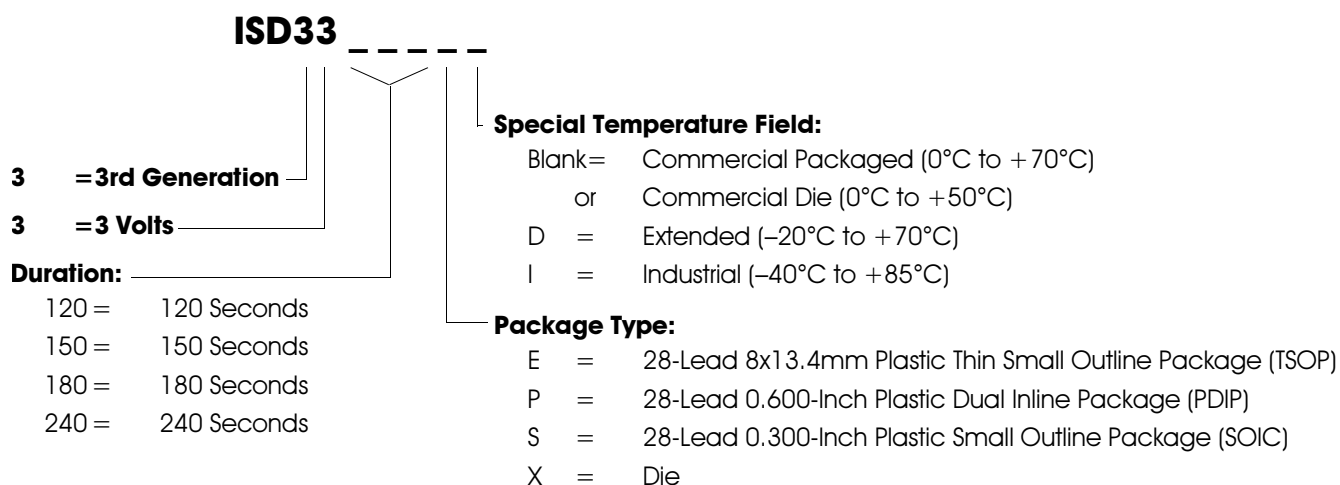 ISD33 _ _ _ _ _
Special Temperature Field:
Blank= Commercial Packaged (0°C to +70°C)
or Commercial Die (0°C to +50°C)
D = Extended (–20°C to +70°C)
I = Industrial (–40°C to +85°C)
3 =3rd Generation
3 =3 Volts
Duration:
120 = 120 Seconds
150 = 150 Seconds
180 = 180 Seconds
240 = 240 Seconds
Package Type:
E = 28-Lead 8x13.4mm Plastic Thin Small Outline Package (TSOP)
P = 28-Lead 0.600-Inch Plastic Dual Inline Package (PDIP)
S = 28-Lead 0.300-Inch Plastic Small Outline Package (SOIC)
X = Die